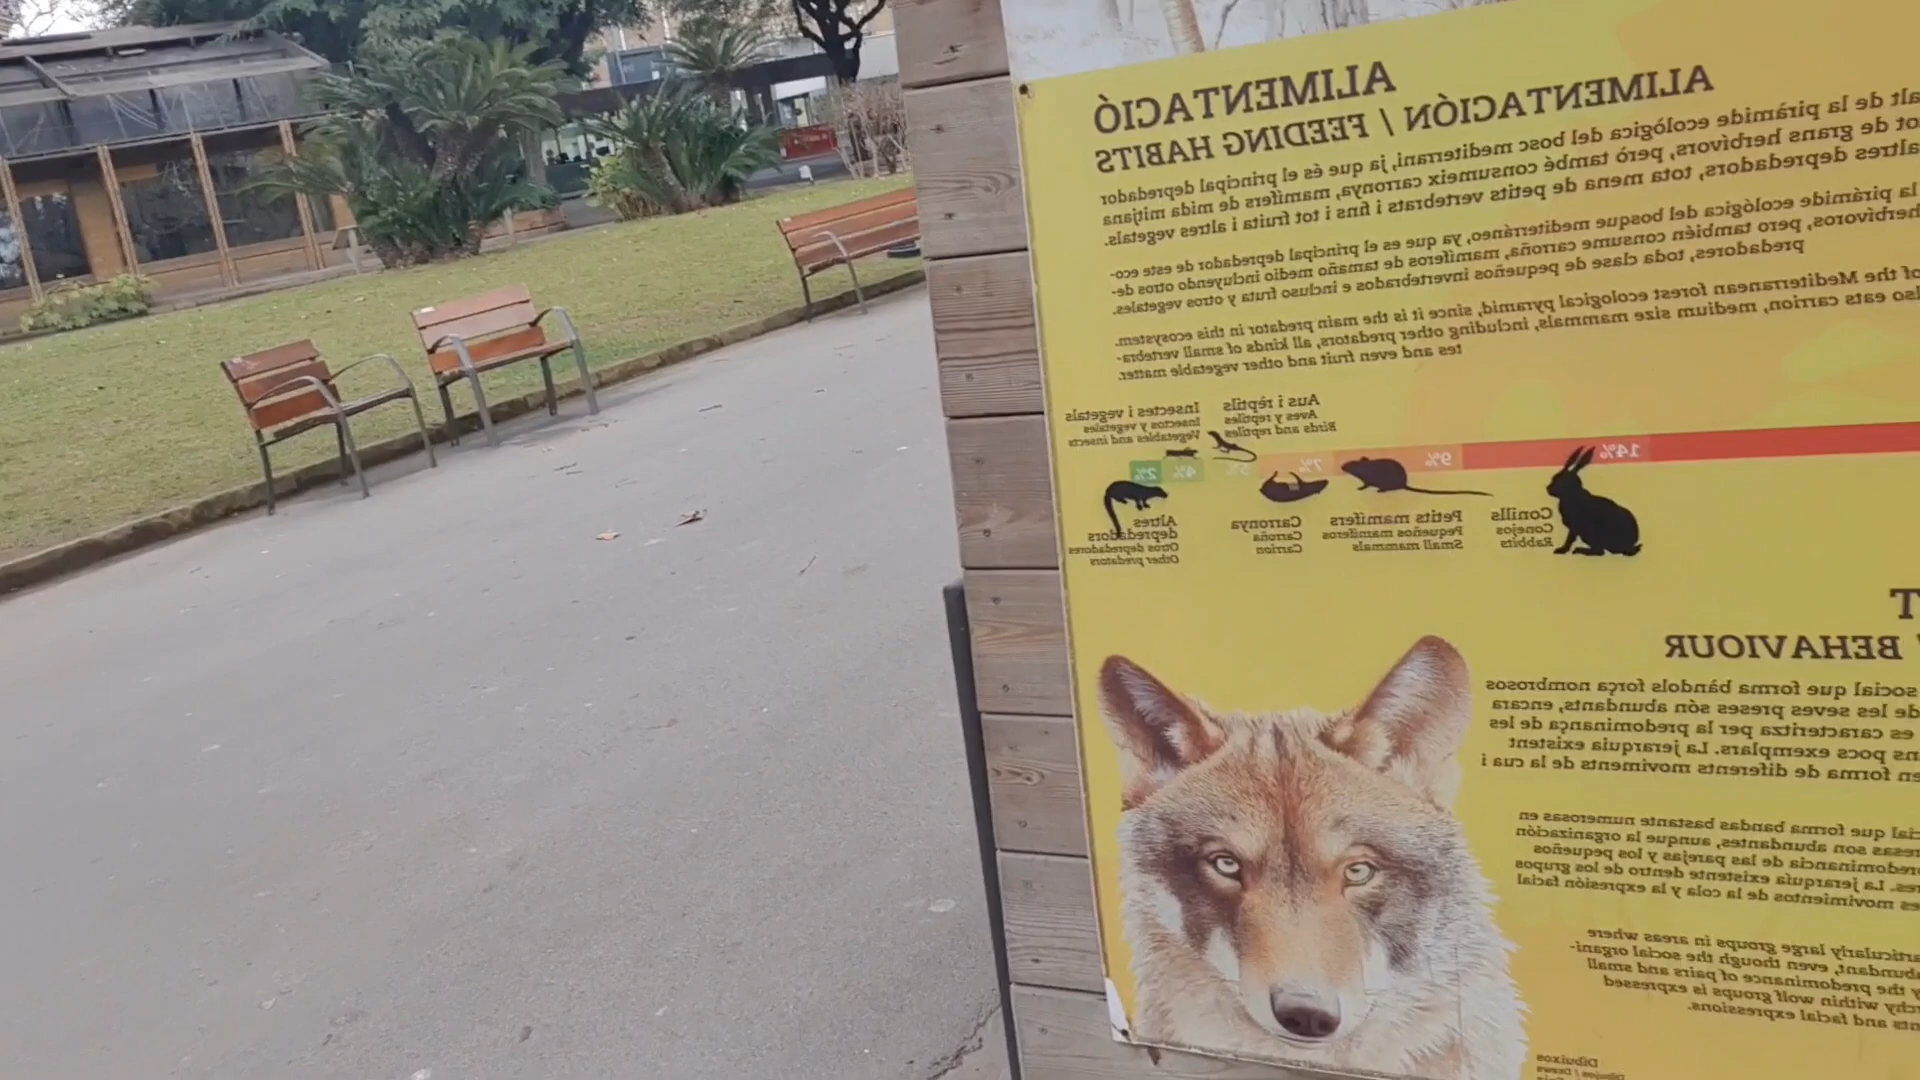 ALIMENTACIÓ
ALIMENTACIÓN / FEEDING HABITS
alt de la piràmide ecològica del bosc mediterrani, ja que és el principal depredador
ot de grans herbívors, però també consumeix carronya, mamífers de mida mitjana
altres depredadors, tota mena de petits vertebrats i fins i tot fruita i altres vegetals.
la pirámide ecológica del bosque mediterráneo, ya que es el principal depredador de este eco-
herbívoros, pero también consume carroña, mamíferos de tamaño medio incluyendo otros de-
predadores, toda clase de pequeños invertebrados e incluso fruta y otros vegetales.
of the Mediterranean forest ecological pyramid, since it is the main predator in this ecosystem.
lso eats carrion, medium size mammals, including other predators, all kinds of small vertebra-
tes and even fruit and other vegetable matter.
14%
9%
7%
5%
4%
2%
Conills
Conejos
Rabbits
Petits mamífers
Pequeños mamíferos
Small mammals
Carronya
Carroña
Carrion
Aus i rèptils
Aves y reptiles
Birds and reptiles
Insectes i vegetals
Insectos y vegetales
Vegetables and insects
Altres
depredadors
Otros depredadores
Other predators
T
/ BEHAVIOUR
social que forma bàndols força nombrosos
de les seves preses són abundants, encara
es caracteritza per la predominança de les
ns pocs exemplars. La jerarquia existent
en forma de diferents moviments de la cua i
cial que forma bandas bastante numerosas en
resas son abundantes, aunque la organización
predominancia de las parejas y los pequeños
res. La jerarquía existente dentro de los grupos
es movimientos de la cola y la expresión facial
articularly large groups in areas where
abundant, even though the social organi-
y the predominance of pairs and small
rchy within wolf groups is expressed
nts and facial expressions.
Dibuixos
Dibujos / Draws